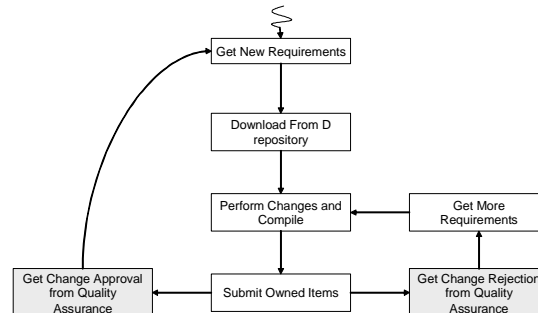 Get New Requirements
Download From D
repository
Perform Changes and
Compile
Get More
Requirements
Get Change Approval
from Quality
Assurance
Submit Owned Items
Get Change Rejection
from Quality
Assurance